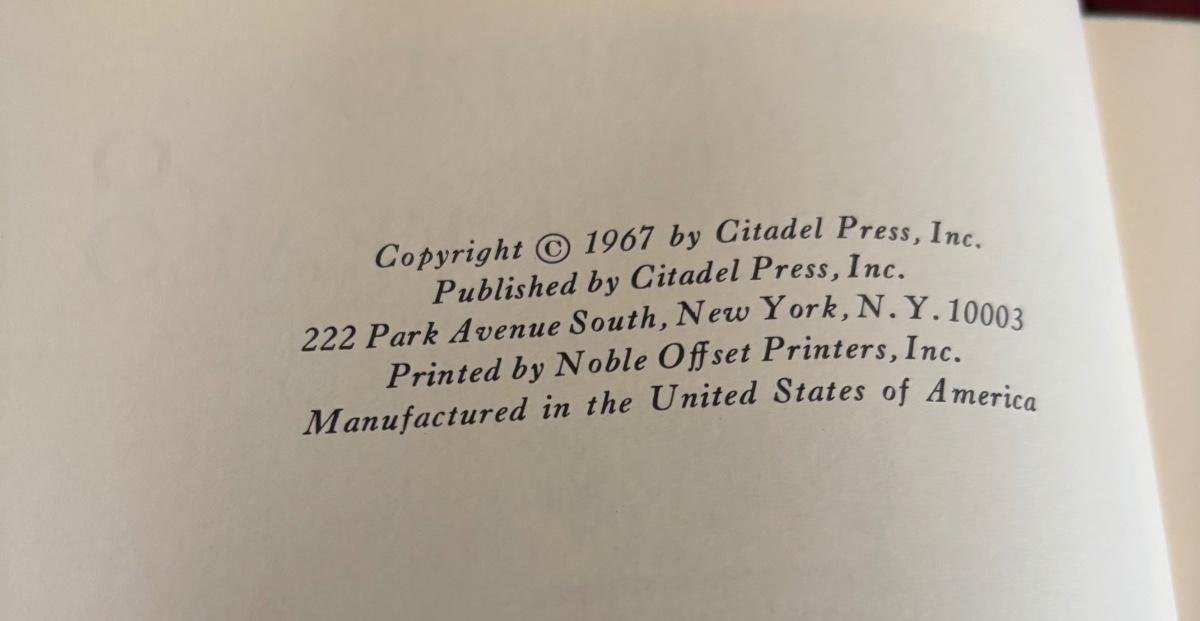 Copyright © 1967 by Citadel Press, Inc.
Published by Citadel Press, Inc.
222 Park Avenue South, New York, N. Y. 10003
Printed by Noble Offset Printers, Inc.
Manufactured in the United States of America